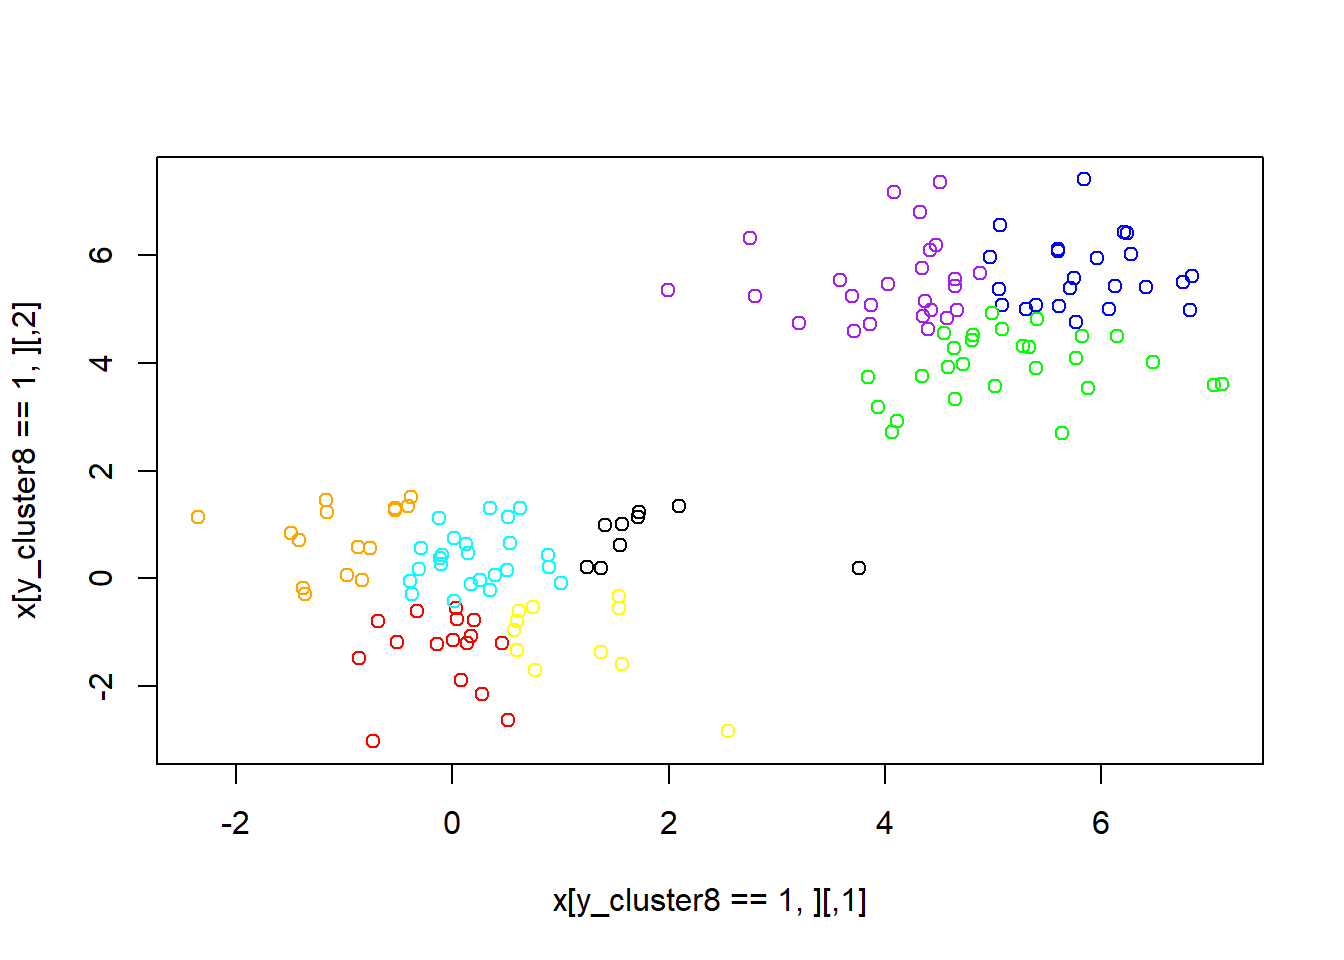 x[y_cluster8 == 1, ][,2]
6
4
2
0
-2
-2 0 2 4 6
x[y_cluster8 == 1, ][,1]